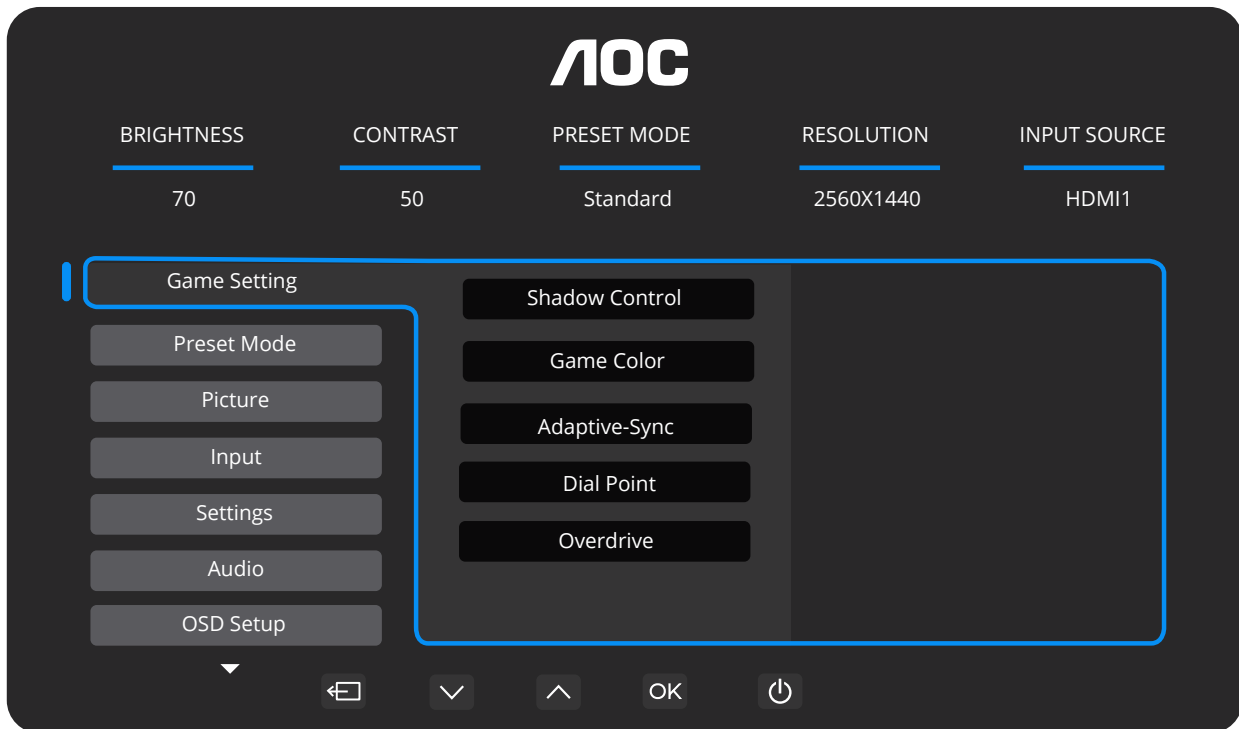 AOC
BRIGHTNESS CONTRAST PRESET MODE RESOLUTION INPUT SOURCE
70 50 Standard 2560X1440 HDMI1
Game Setting
Preset Mode
Picture
Input
Settings
Audio
OSD Setup
Shadow Control
Game Color
Adaptive-Sync
Dial Point
Overdrive
OK